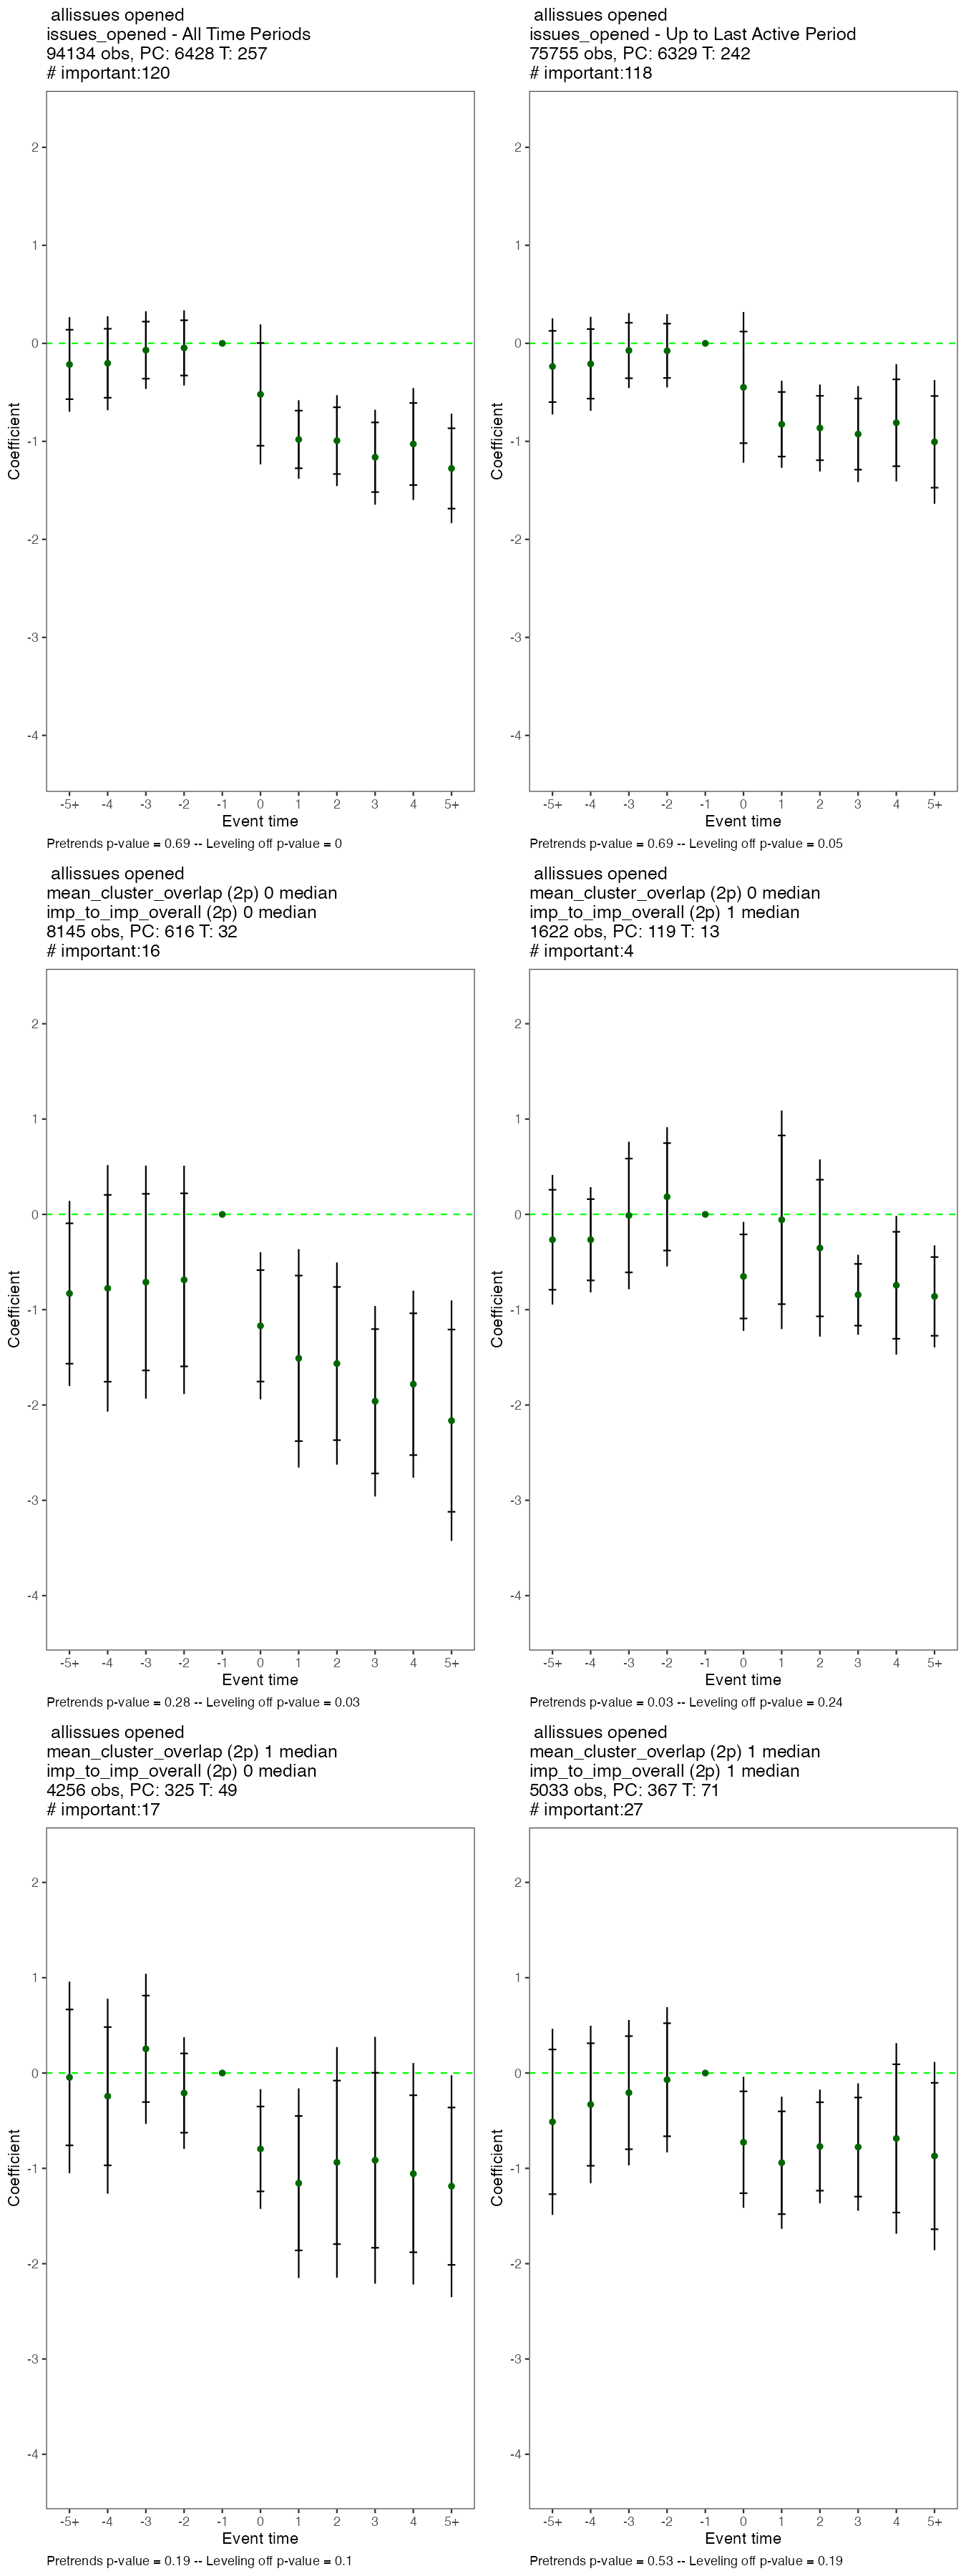 allissues opened
issues_opened - All Time Periods
94134 obs, PC: 6428 T: 257
# important:120
2
1
0
-1
-2
-3
-4
Coefficient
-5+ -4 -3 -2 -1 0 1 2 3 4 5+
Event time
Pretrends p-value = 0.69 -- Leveling off p-value = 0
allissues opened
issues_opened - Up to Last Active Period
75755 obs, PC: 6329 T: 242
# important:118
2
1
0
-1
-2
-3
-4
Coefficient
-5+ -4 -3 -2 -1 0 1 2 3 4 5+
Event time
Pretrends p-value = 0.69 -- Leveling off p-value = 0.05
allissues opened
mean_cluster_overlap (2p) 0 median
imp_to_imp_overall (2p) 0 median
8145 obs, PC: 616 T: 32
# important:16
2
1
0
-1
-2
-3
-4
Coefficient
-5+ -4 -3 -2 -1 0 1 2 3 4 5+
Event time
Pretrends p-value = 0.28 -- Leveling off p-value = 0.03
allissues opened
mean_cluster_overlap (2p) 0 median
imp_to_imp_overall (2p) 1 median
1622 obs, PC: 119 T: 13
# important:4
2
1
0
-1
-2
-3
-4
Coefficient
-5+ -4 -3 -2 -1 0 1 2 3 4 5+
Event time
Pretrends p-value = 0.03 -- Leveling off p-value = 0.24
allissues opened
mean_cluster_overlap (2p) 1 median
imp_to_imp_overall (2p) 0 median
4256 obs, PC: 325 T: 49
# important:17
2
1
0
-1
-2
-3
-4
Coefficient
-5+ -4 -3 -2 -1 0 1 2 3 4 5+
Event time
Pretrends p-value = 0.19 -- Leveling off p-value = 0.1
allissues opened
mean_cluster_overlap (2p) 1 median
imp_to_imp_overall (2p) 1 median
5033 obs, PC: 367 T: 71
# important:27
2
1
0
-1
-2
-3
-4
Coefficient
-5+ -4 -3 -2 -1 0 1 2 3 4 5+
Event time
Pretrends p-value = 0.53 -- Leveling off p-value = 0.19